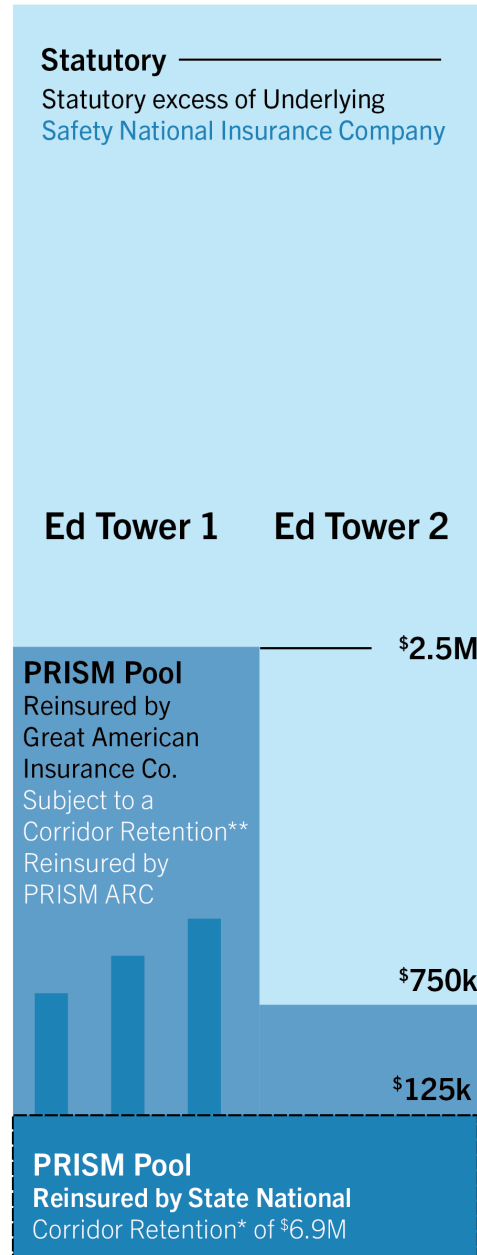 Statutory
Statutory excess of Underlying
Safety National Insurance Company
Ed Tower 1
Ed Tower 2
$2.5M
PRISM Pool
Reinsured by
Great American
Insurance Co.
Subject to a
Corridor Retention**
Reinsured by
PRISM ARC
$750k
$125k
PRISM Pool
Reinsured by State National
Corridor Retention* of $6.9M